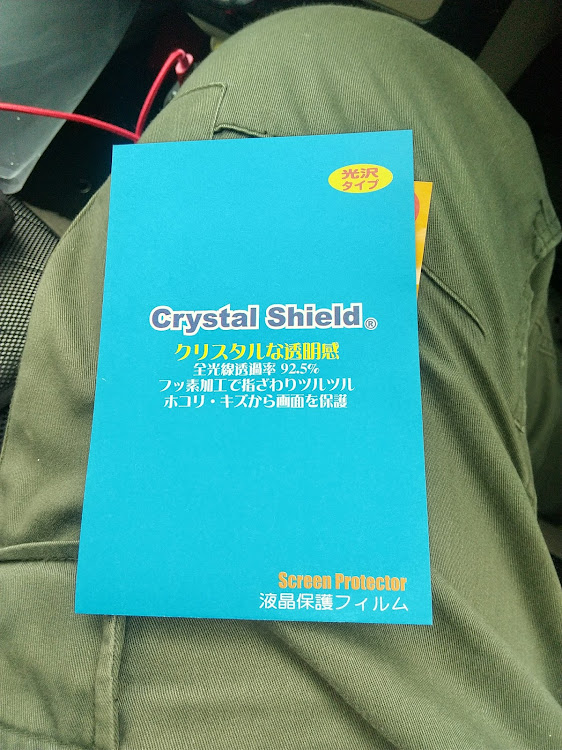 光沢
タイプ
Crystal Shield®
クリスタルな透明感
全光線透過率 92.5%
フッ素加工で指ざわりツルツル
ホコリ・キズから画面を保護
Screen Protector
液晶保護フィルム